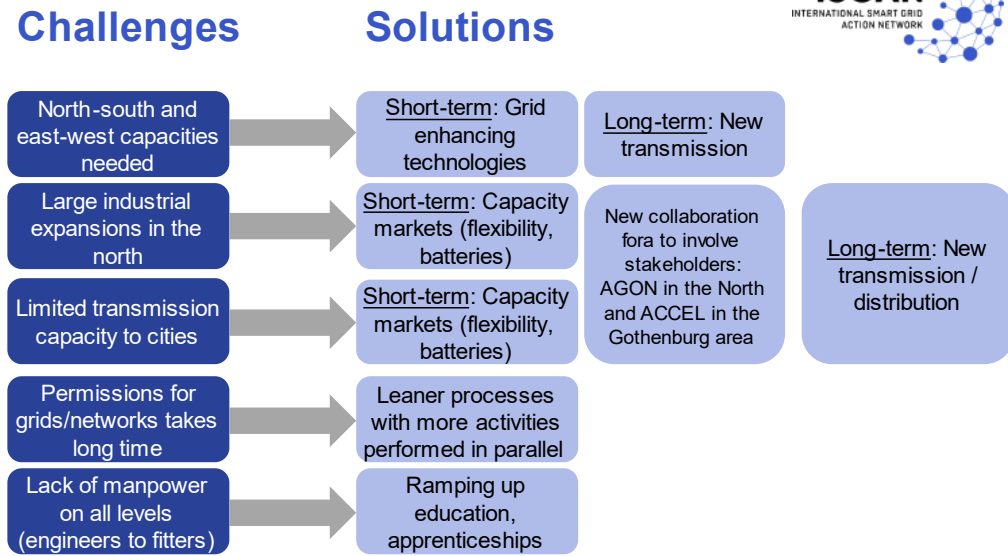 Challenges
Solutions
INTERNATIONAL SMART GRID
ACTION NETWORK
North-south and
east-west capacities
needed
Short-term: Grid
enhancing
technologies
Long-term: New
transmission
Large industrial
expansions in the
north
Short-term: Capacity
markets (flexibility,
batteries)
New collaboration
fora to involve
stakeholders:
AGON in the North
and ACCEL in the
Gothenburg area
Long-term: New
transmission /
distribution
Limited transmission
capacity to cities
Short-term: Capacity
markets (flexibility,
batteries)
Permissions for
grids/networks takes
long time
Leaner processes
with more activities
performed in parallel
Lack of manpower
on all levels
(engineers to fitters)
Ramping up
education,
apprenticeships